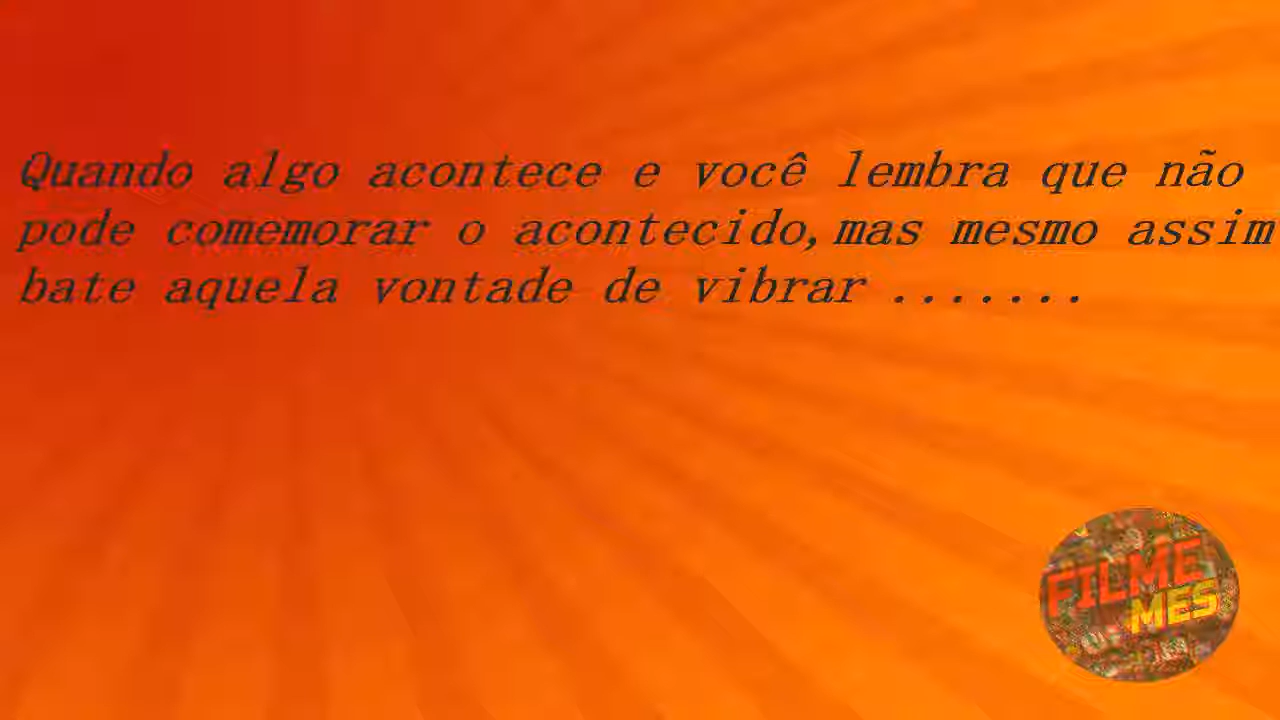 Quando algo acontece e você lembra que não
pode comemorar o acontecido,mas mesmo assim
bate aquela vontade de vibrar .......
FILME
MES